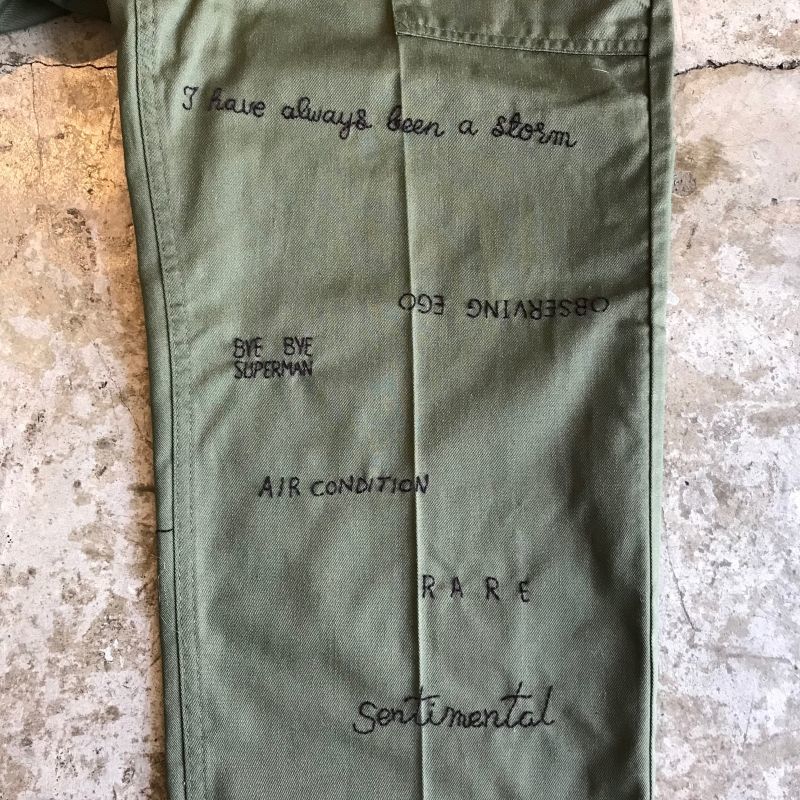 I have always been a storm
OBSERVING EGO
BYE BYE
SUPERMAN
AIR CONDITION
RARE
Sentimental